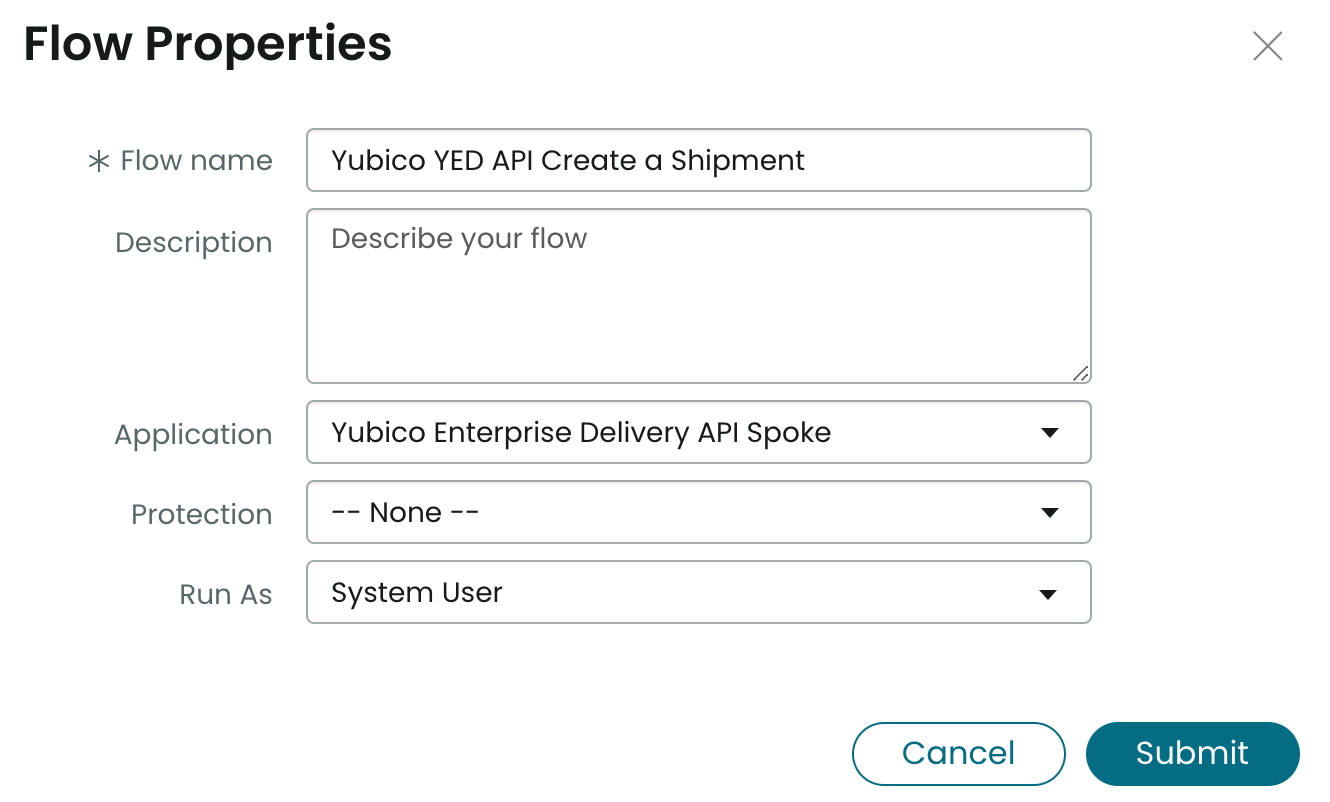 Flow Properties
* Flow name
Yubico YED API Create a Shipment
Description
Describe your flow
Application
Yubico Enterprise Delivery API Spoke
Protection
-- None --
Run As
System User
Cancel
Submit